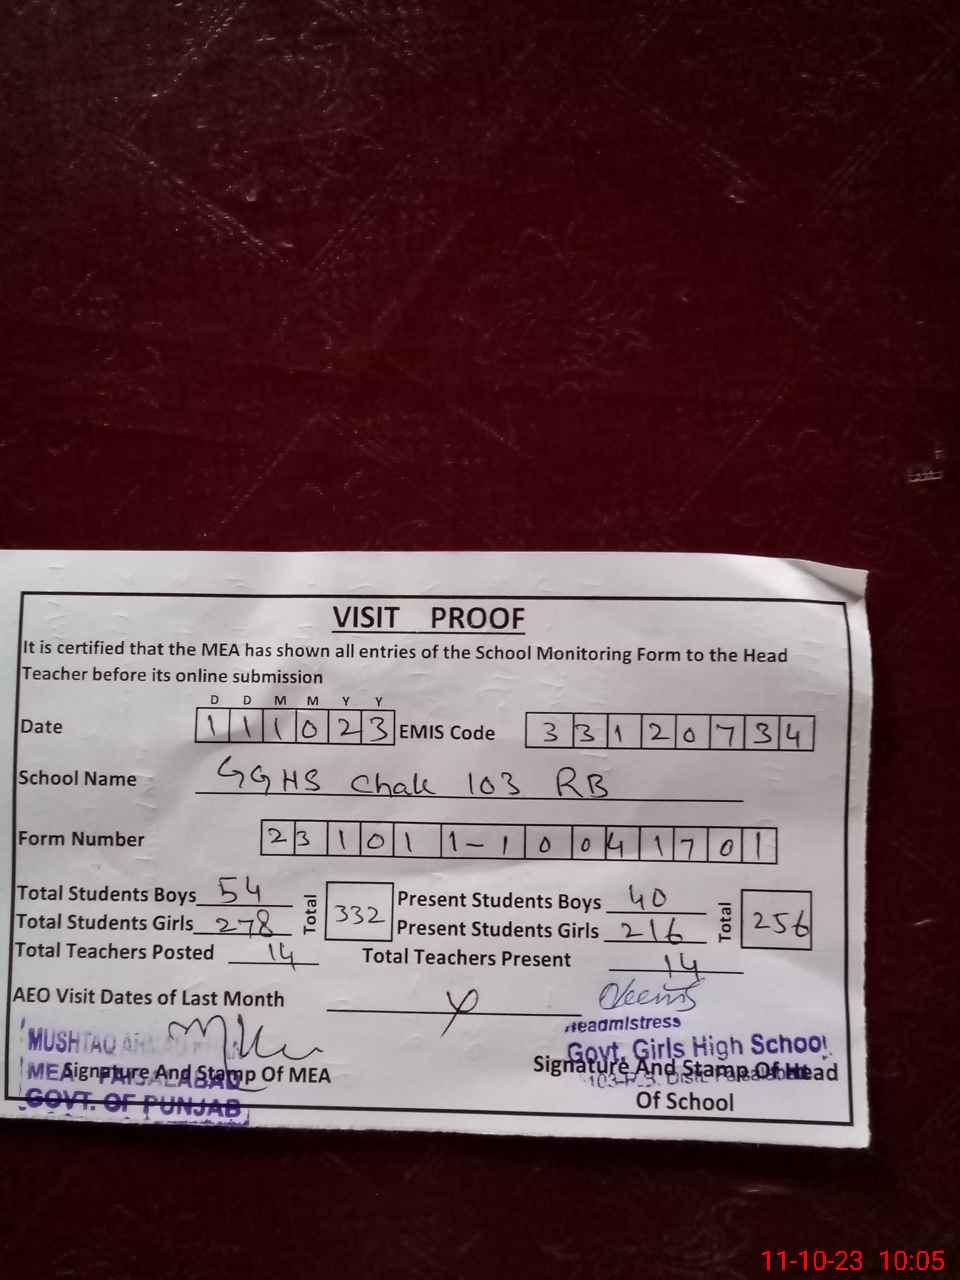 VISIT PROOF
It is certified that the MEA has shown all entries of the School Monitoring Form to the Head
Teacher before its online submission
D D M M Y Y
Date 1 1 1 0 2 3 EMIS Code 3 3 1 2 0 7 3 4
School Name GGHS Chak 103 RB
Form Number 2 3 1 0 1 1-1 0 0 4 1 7 0 1
Total Students Boys 54 Total 332 Present Students Boys 40 Total 256
Total Students Girls 278 Present Students Girls 216
Total Teachers Posted 14 Total Teachers Present 14
AEO Visit Dates of Last Month
Headmistress
MUSHTAQ
Govt. Girls High School
MEA FAISALABAD
Signature And Stamp Of MEA Signature And Stamp Of Head
Of School
GOVT. OF PUNJAB
11-10-23 10:05